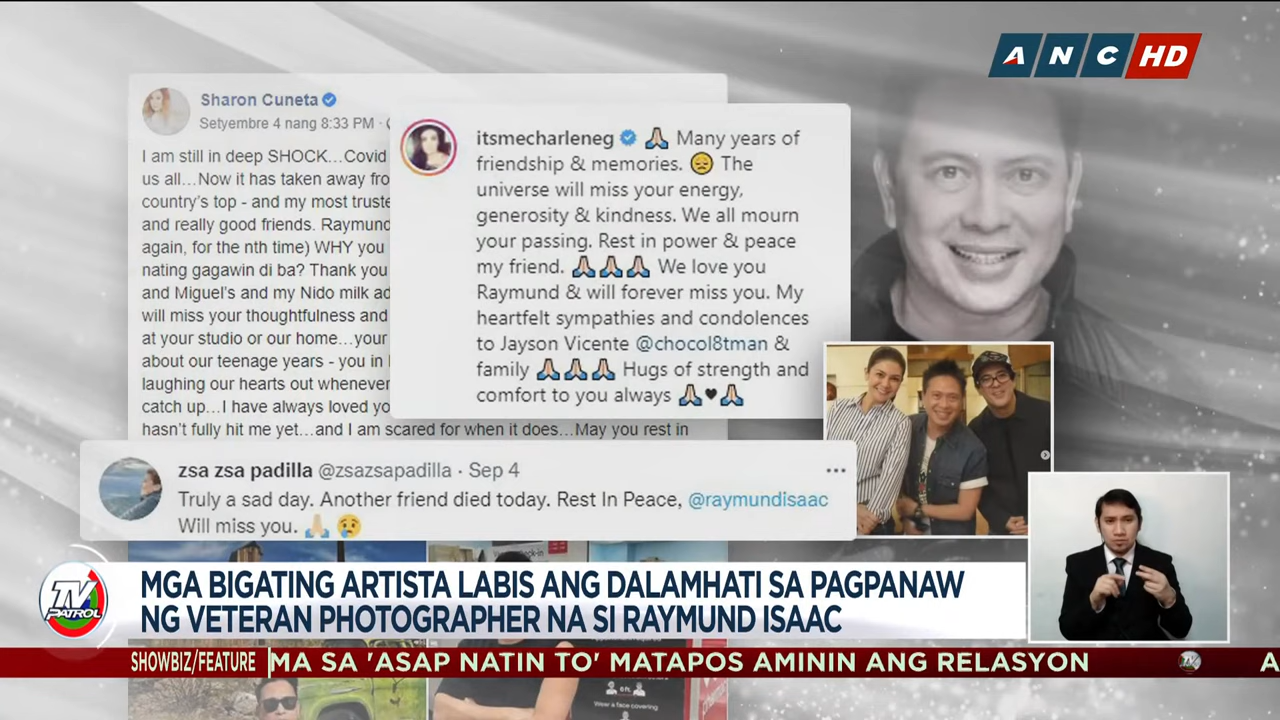 ANC HD
Sharon Cuneta
Setyembre 4 nang 8:33 PM ·
I am still in deep SHOCK...Covid
us all...Now it has taken away
country's top - and my most
and really good friends.
again, for the nth time) WHY you
nating gagawin di ba? Thank you
and Miguel's and my Nido milk
will miss your thoughtfulness and
at your studio or our home...your
about our teenage years - you in
laughing our hearts out whenever
catch up...I have always loved
hasn't fully hit me yet...and I am scared for when it does...May you rest in
itsmecharleneg 🙏🏻 Many years of
friendship & memories. 😞 The
universe will miss your energy,
generosity & kindness. We all mourn
your passing. Rest in power & peace
my friend. 🙏🏻🙏🏻🙏🏻 We love you
Raymund & will forever miss you. My
heartfelt sympathies and condolences
to Jayson Vicente @chocol8tman &
family 🙏🏻🙏🏻🙏🏻 Hugs of strength and
comfort to you always 🙏🏻♥🙏🏻
zsa zsa padilla @zsazsapadilla · Sep 4 ...
Truly a sad day. Another friend died today. Rest In Peace, @raymundisaac
Will miss you. 🙏🏻 😢
TV PATROL
MGA BIGATING ARTISTA LABIS ANG DALAMHATI SA PAGPANAW
NG VETERAN PHOTOGRAPHER NA SI RAYMUND ISAAC
SHOWBIZ/FEATURE
MA SA 'ASAP NATIN TO' MATAPOS AMININ ANG RELASYON
A
6 ft.
Wear a face covering